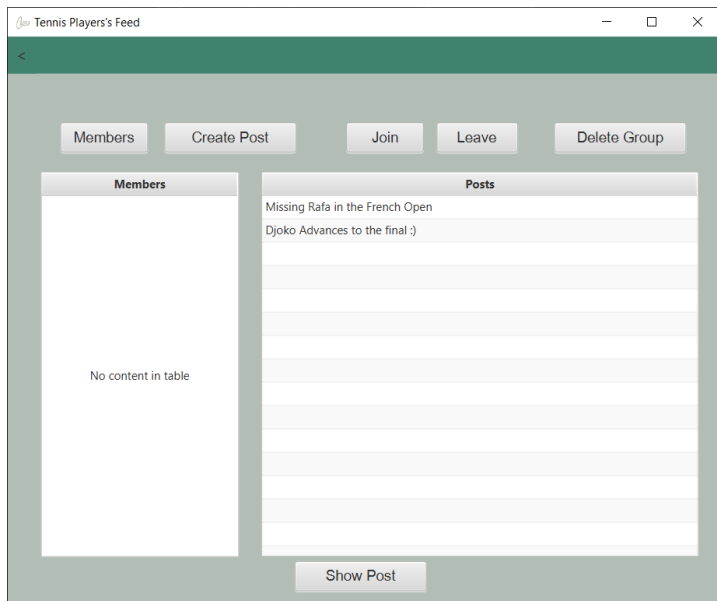 Tennis Players's Feed
<
Members Create Post Join Leave Delete Group
Members Posts
Missing Rafa in the French Open
Djoko Advances to the final :)
No content in table
Show Post